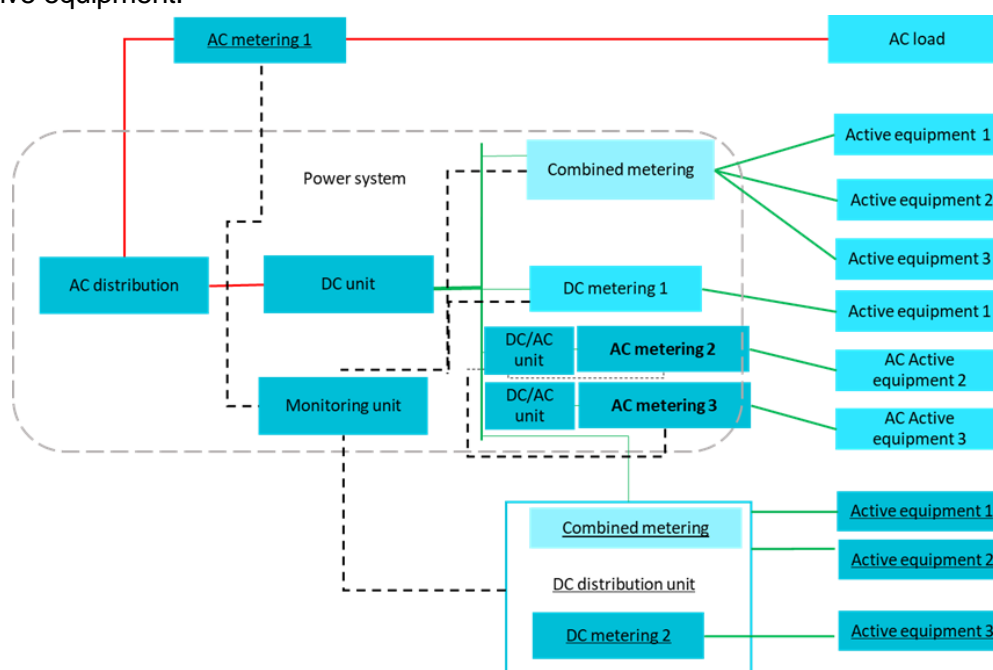 ive equipment.
AC metering 1
AC load
Power system
Combined metering
Active equipment 1
Active equipment 2
Active equipment 3
AC distribution
DC unit
DC metering 1
Active equipment 1
DC/AC
unit
AC metering 2
AC Active
equipment 2
Monitoring unit
DC/AC
unit
AC metering 3
AC Active
equipment 3
Combined metering
Active equipment 1
Active equipment 2
DC distribution unit
DC metering 2
Active equipment 3